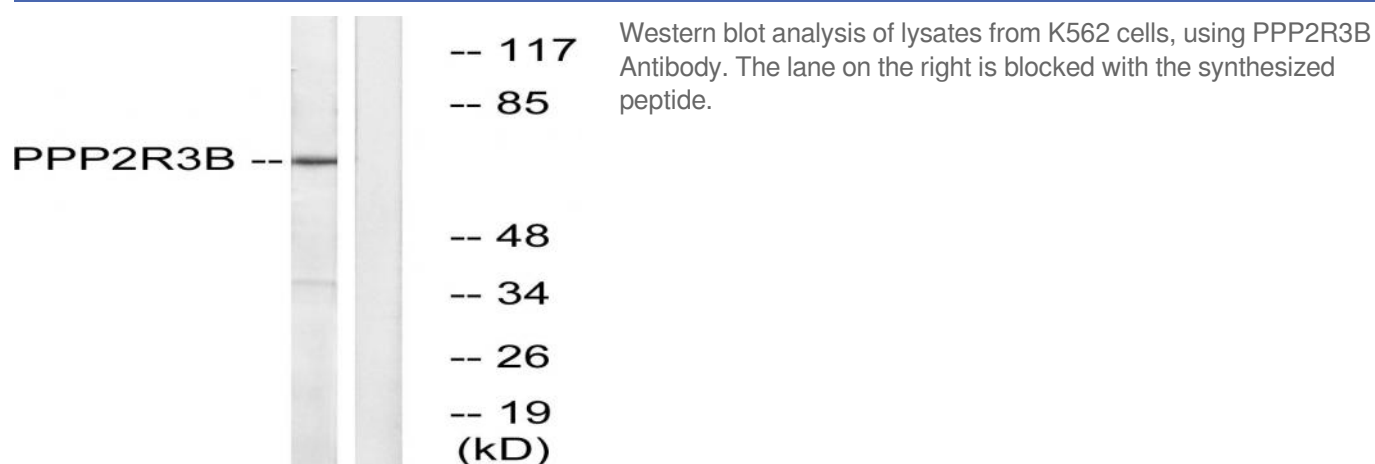 PPP2R3B --
-- 117
-- 85
-- 48
-- 34
-- 26
-- 19
(kD)
Western blot analysis of lysates from K562 cells, using PPP2R3B
Antibody. The lane on the right is blocked with the synthesized
peptide.